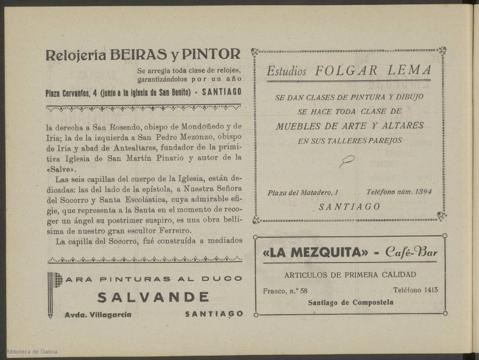 Relojería BEIRAS y PINTOR
Se arregla toda clase de relojes,
garantizándolos por un año
Plaza Cervantes, 4 (junto a la Iglesia de San Benito) - SANTIAGO
la derecha a San Rosendo, obispo de Mondoñedo y de
Iria; la de la izquierda a San Pedro Mezonzo, obispo
de Iria y abad de Antealtares, fundador de la primi-
tiva Iglesia de San Martín Pinario y autor de la
«Salve».
Las seis capillas del cuerpo de la Iglesia, están de-
dicadas: las del lado de la epístola, a Nuestra Señora
del Socorro y Santa Escolástica, cuya admirable efi-
gie, que representa a la Santa en el momento de reco-
ger un ángel su postrimer suspiro, es una obra bellí-
sima de nuestro gran escultor Ferreiro.
La capilla del Socorro, fué construída a mediados
PARA PINTURAS AL DUCO
SALVANDE
Avda. Villagarcía SANTIAGO
Estudios FOLGAR LEMA
SE DAN CLASES DE PINTURA Y DIBUJO
SE HACE TODA CLASE DE
MUEBLES DE ARTE Y ALTARES
EN SUS TALLERES PAREJOS
Plaza del Matadero, 1 Teléfono núm. 1394
SANTIAGO
«LA MEZQUITA» - Café-Bar
ARTICULOS DE PRIMERA CALIDAD
Franco, n.º 58 Teléfono 1415
Santiago de Compostela
Biblioteca de Galicia